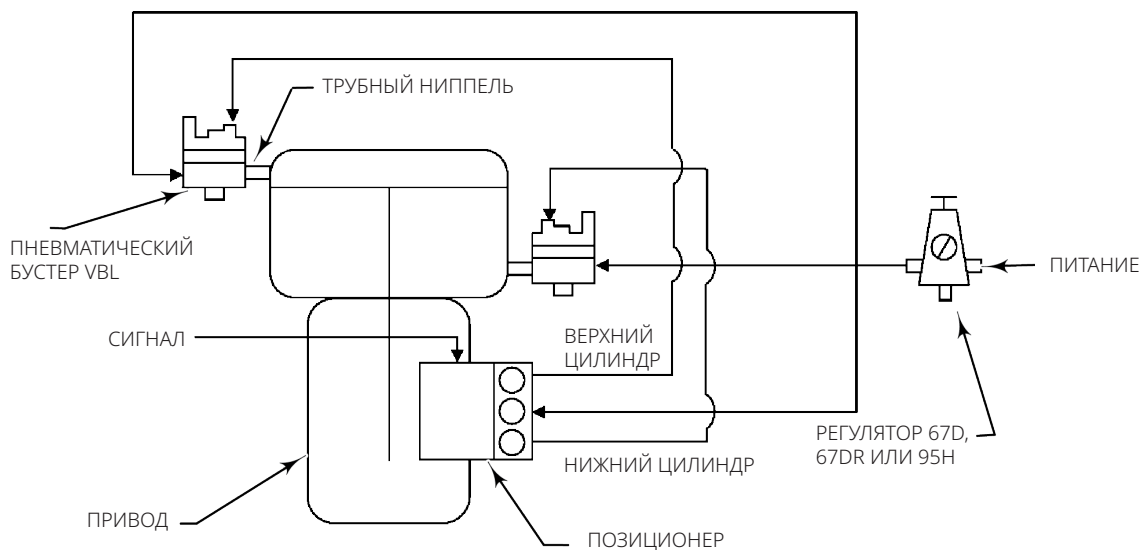 ТРУБНЫЙ НИППЕЛЬ
ПНЕВМАТИЧЕСКИЙ
БУСТЕР VBL
ПИТАНИЕ
СИГНАЛ
ВЕРХНИЙ
ЦИЛИНДР
РЕГУЛЯТОР 67D,
67DR ИЛИ 95H
НИЖНИЙ ЦИЛИНДР
ПРИВОД
ПОЗИЦИОНЕР